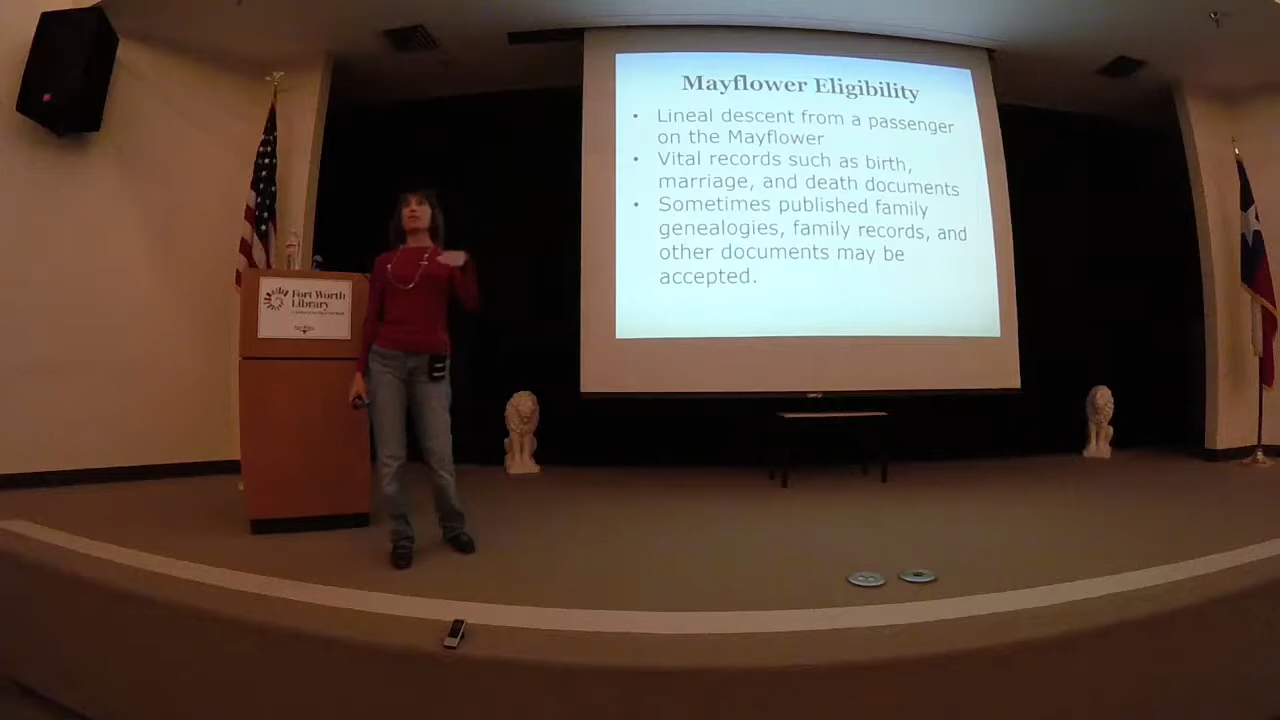 Mayflower Eligibility
• Lineal descent from a passenger
on the Mayflower
• Vital records such as birth,
marriage, and death documents
• Sometimes published family
genealogies, family records, and
other documents may be
accepted.
Fort Worth
Library